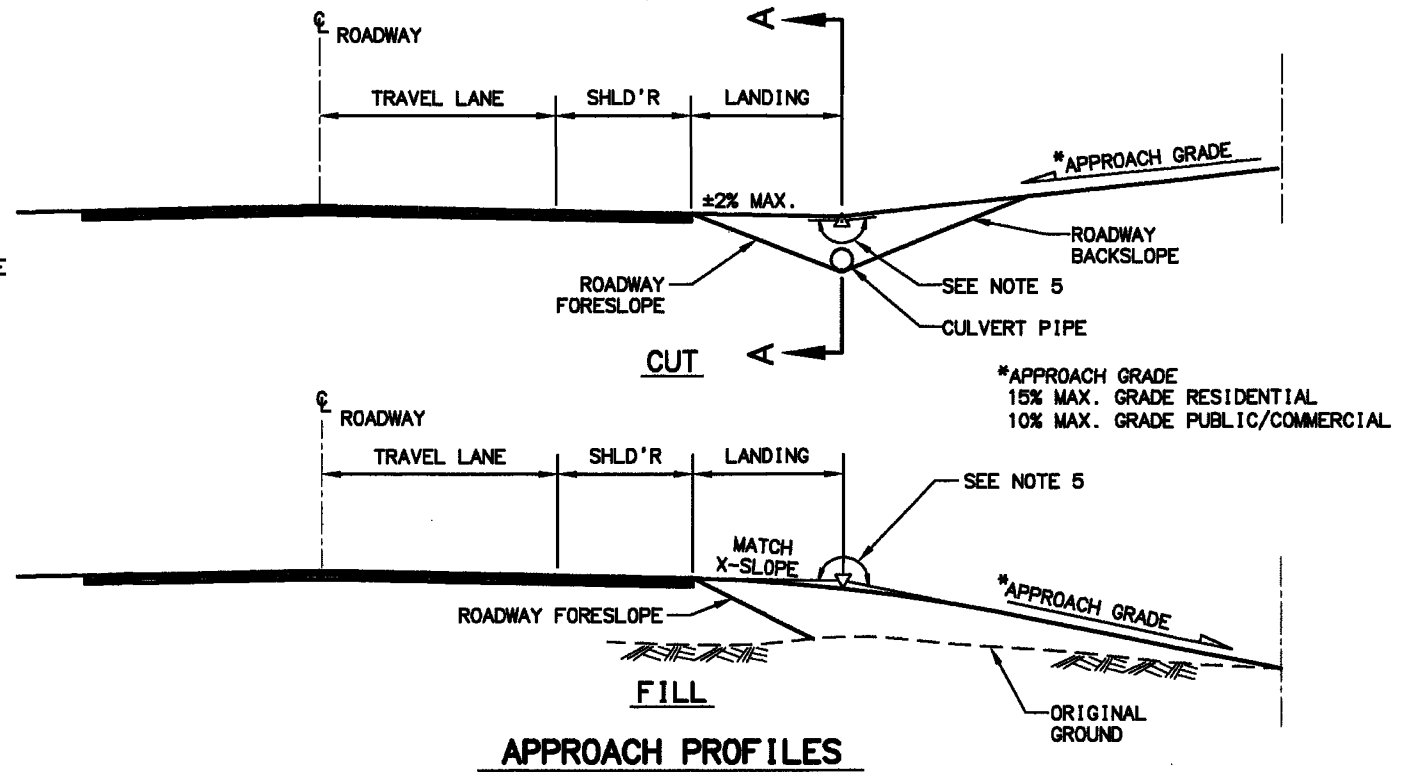 ℄ ROADWAY
A
TRAVEL LANE SHLD'R LANDING
*APPROACH GRADE
±2% MAX.
ROADWAY
BACKSLOPE
ROADWAY
FORESLOPE
SEE NOTE 5
CULVERT PIPE
A
CUT
*APPROACH GRADE
15% MAX. GRADE RESIDENTIAL
10% MAX. GRADE PUBLIC/COMMERCIAL
℄ ROADWAY
TRAVEL LANE SHLD'R LANDING
SEE NOTE 5
MATCH
X-SLOPE
*APPROACH GRADE
ROADWAY FORESLOPE
FILL
ORIGINAL
GROUND
APPROACH PROFILES